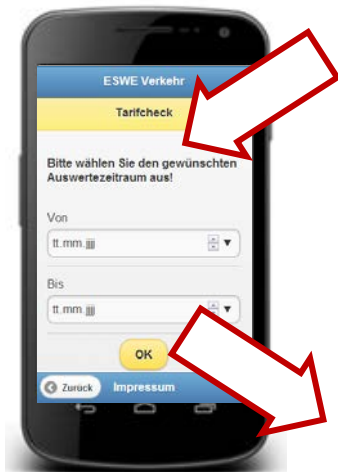 ESWE Verkehr
Tarifcheck
Bitte wählen Sie den gewünschten
Auswertezeitraum aus!
Von
tt.mm.jjjj
Bis
tt.mm.jjjj
OK
Zurück Impressum